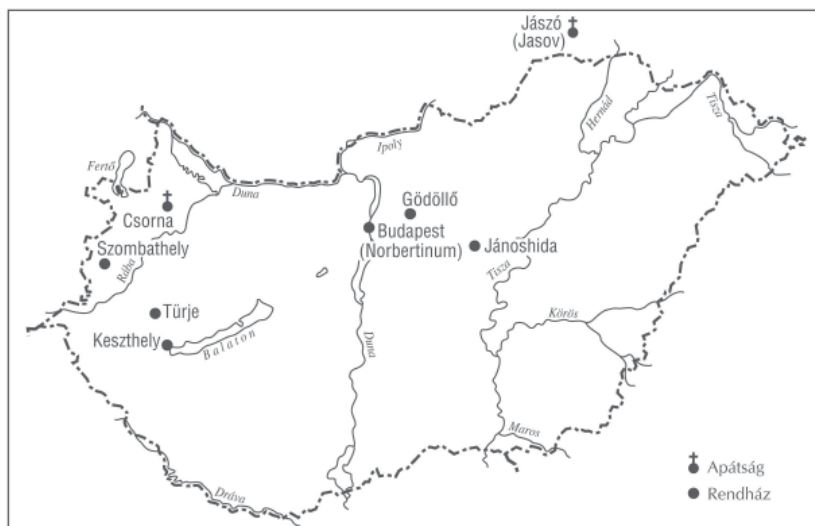 Jászó
(Jasov)
Hernád
Tisza
Ipoly
Fertő
Duna
Csorna
Gödöllő
Budapest
(Norbertinum)
Jánoshida
Szombathely
Rába
Tisza
Türje
Körös
Keszthely
Balaton
Duna
Maros
Dráva
Apátság
Rendház